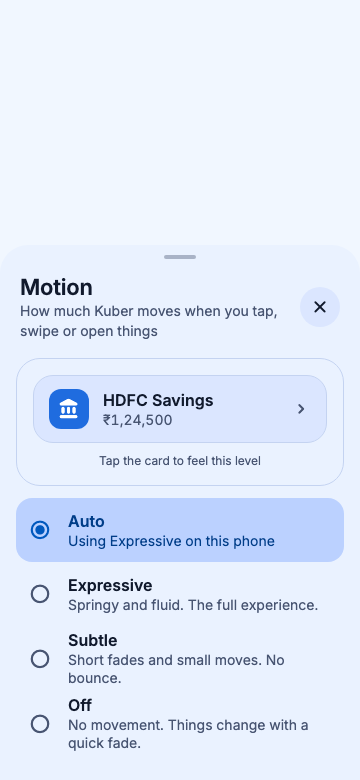 Motion
How much Kuber moves when you tap,
swipe or open things
HDFC Savings
₹1,24,500
Tap the card to feel this level
Auto
Using Expressive on this phone
Expressive
Springy and fluid. The full experience.
Subtle
Short fades and small moves. No
bounce.
Off
No movement. Things change with a
quick fade.